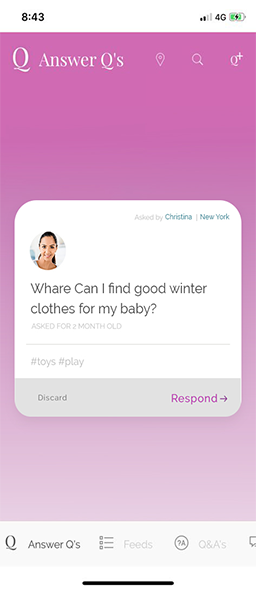 8:43
4G
Q Answer Q's
Q+
Asked by Christina | New York
Whare Can I find good winter
clothes for my baby?
ASKED FOR 2 MONTH OLD
#toys #play
Discard
Respond→
Q Answer Q's
Feeds
?A Q&A's